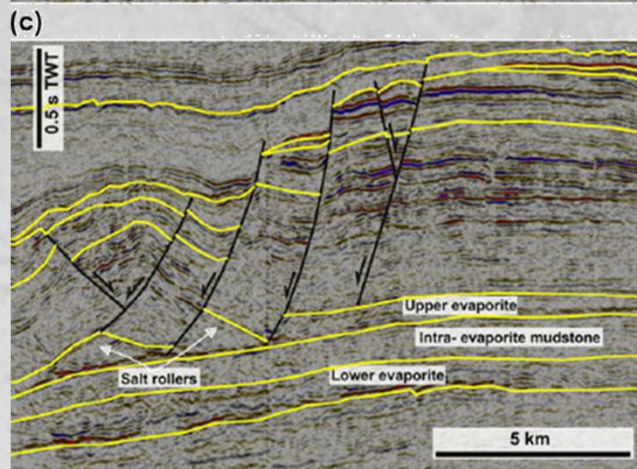 (c)
0.5 s TWT
Upper evaporite
Intra- evaporite mudstone
Salt rollers
Lower evaporite
5 km